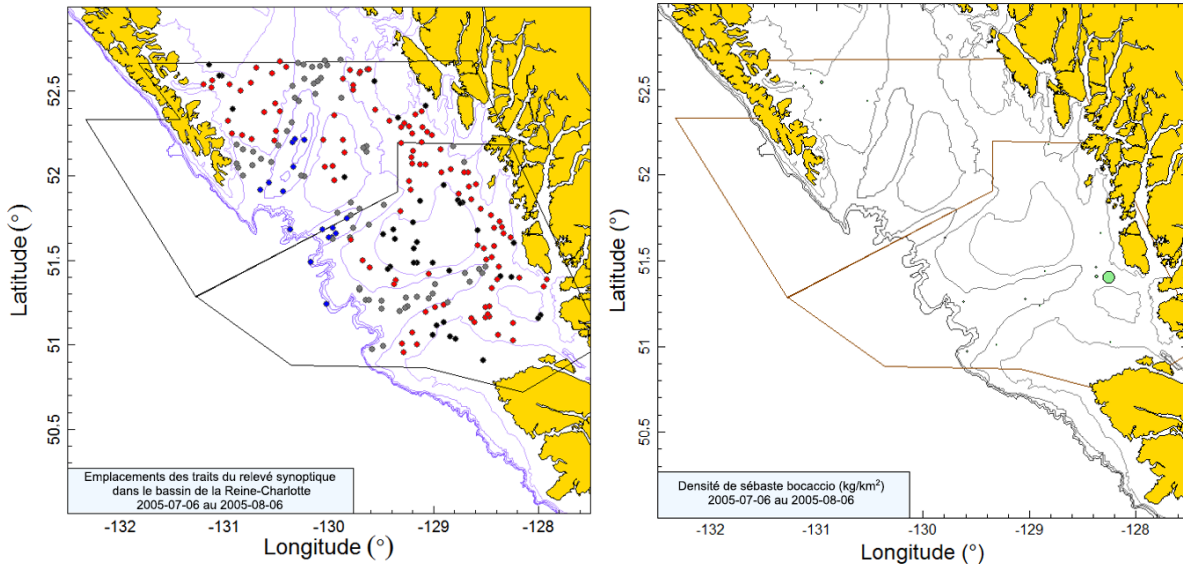 52.5
52
51.5
51
50.5
Latitude (°)
Emplacements des traits du relevé synoptique
dans le bassin de la Reine-Charlotte
2005-07-06 au 2005-08-06
-132
-131
-130
-129
-128
Longitude (°)
52.5
52
51.5
51
50.5
Latitude (°)
Densité de sébaste bocaccio (kg/km²)
2005-07-06 au 2005-08-06
-132
-131
-130
-129
-128
Longitude (°)